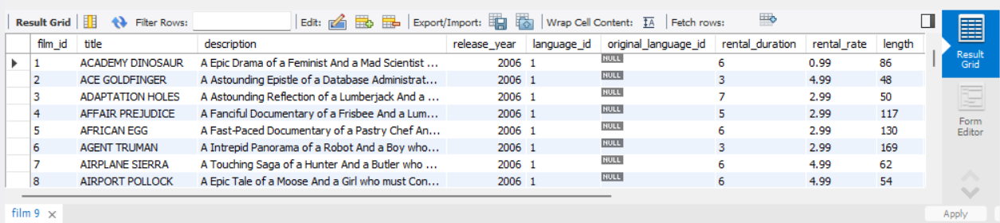 Result Grid Filter Rows: Edit: Export/Import: Wrap Cell Content: IA Fetch rows:
film_id title description release_year language_id original_language_id rental_duration rental_rate length
1 ACADEMY DINOSAUR A Epic Drama of a Feminist And a Mad Scientist ... 2006 1 NULL 6 0.99 86
2 ACE GOLDFINGER A Astounding Epistle of a Database Administrat... 2006 1 NULL 3 4.99 48
3 ADAPTATION HOLES A Astounding Reflection of a Lumberjack And a ... 2006 1 NULL 7 2.99 50
4 AFFAIR PREJUDICE A Fanciful Documentary of a Frisbee And a Lum... 2006 1 NULL 5 2.99 117
5 AFRICAN EGG A Fast-Paced Documentary of a Pastry Chef An... 2006 1 NULL 6 2.99 130
6 AGENT TRUMAN A Intrepid Panorama of a Robot And a Boy who... 2006 1 NULL 3 2.99 169
7 AIRPLANE SIERRA A Touching Saga of a Hunter And a Butler who ... 2006 1 NULL 6 4.99 62
8 AIRPORT POLLOCK A Epic Tale of a Moose And a Girl who must Con... 2006 1 NULL 6 4.99 54
Result
Grid
Form
Editor
film 9 Apply